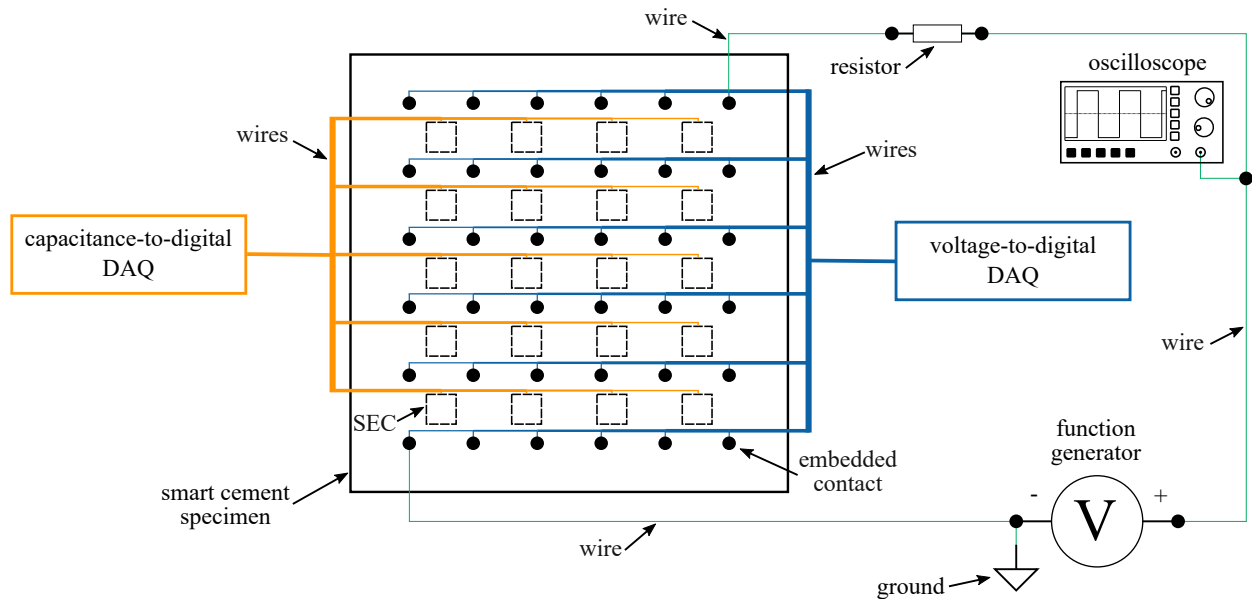 wire
resistor
oscilloscope
wires
wires
capacitance-to-digital
DAQ
voltage-to-digital
DAQ
wire
SEC
embedded
contact
function
generator
smart cement
specimen
- +
V
wire
ground